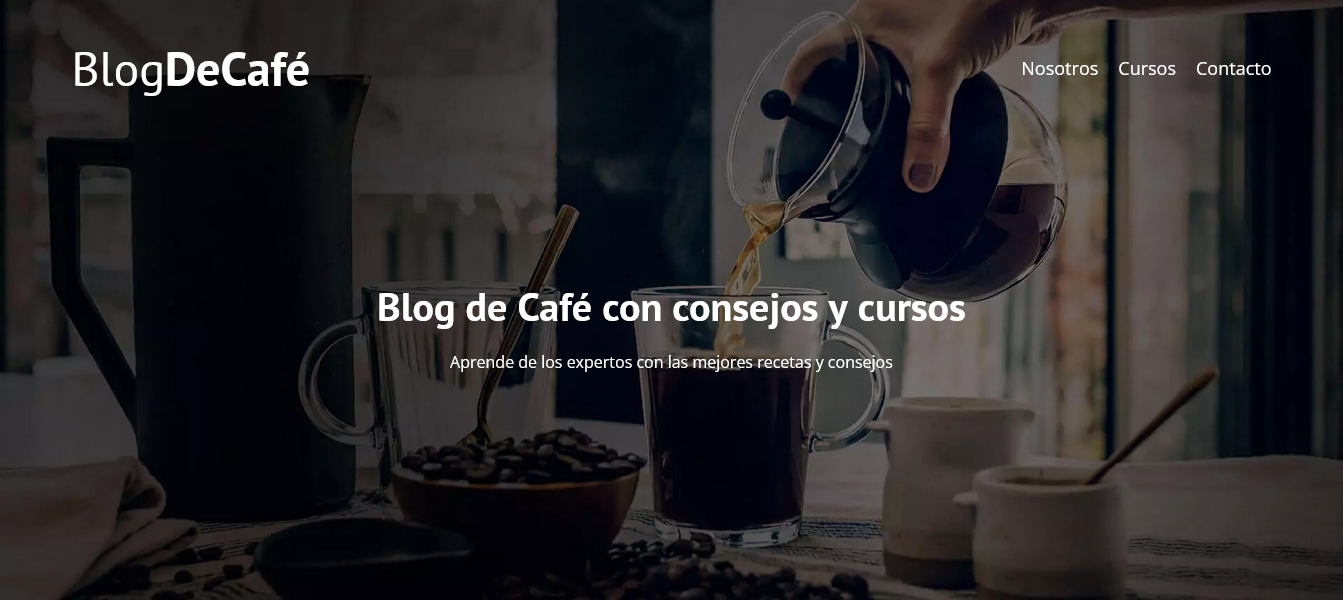 BlogDeCafé
Nosotros Cursos Contacto
Blog de Café con consejos y cursos
Aprende de los expertos con las mejores recetas y consejos